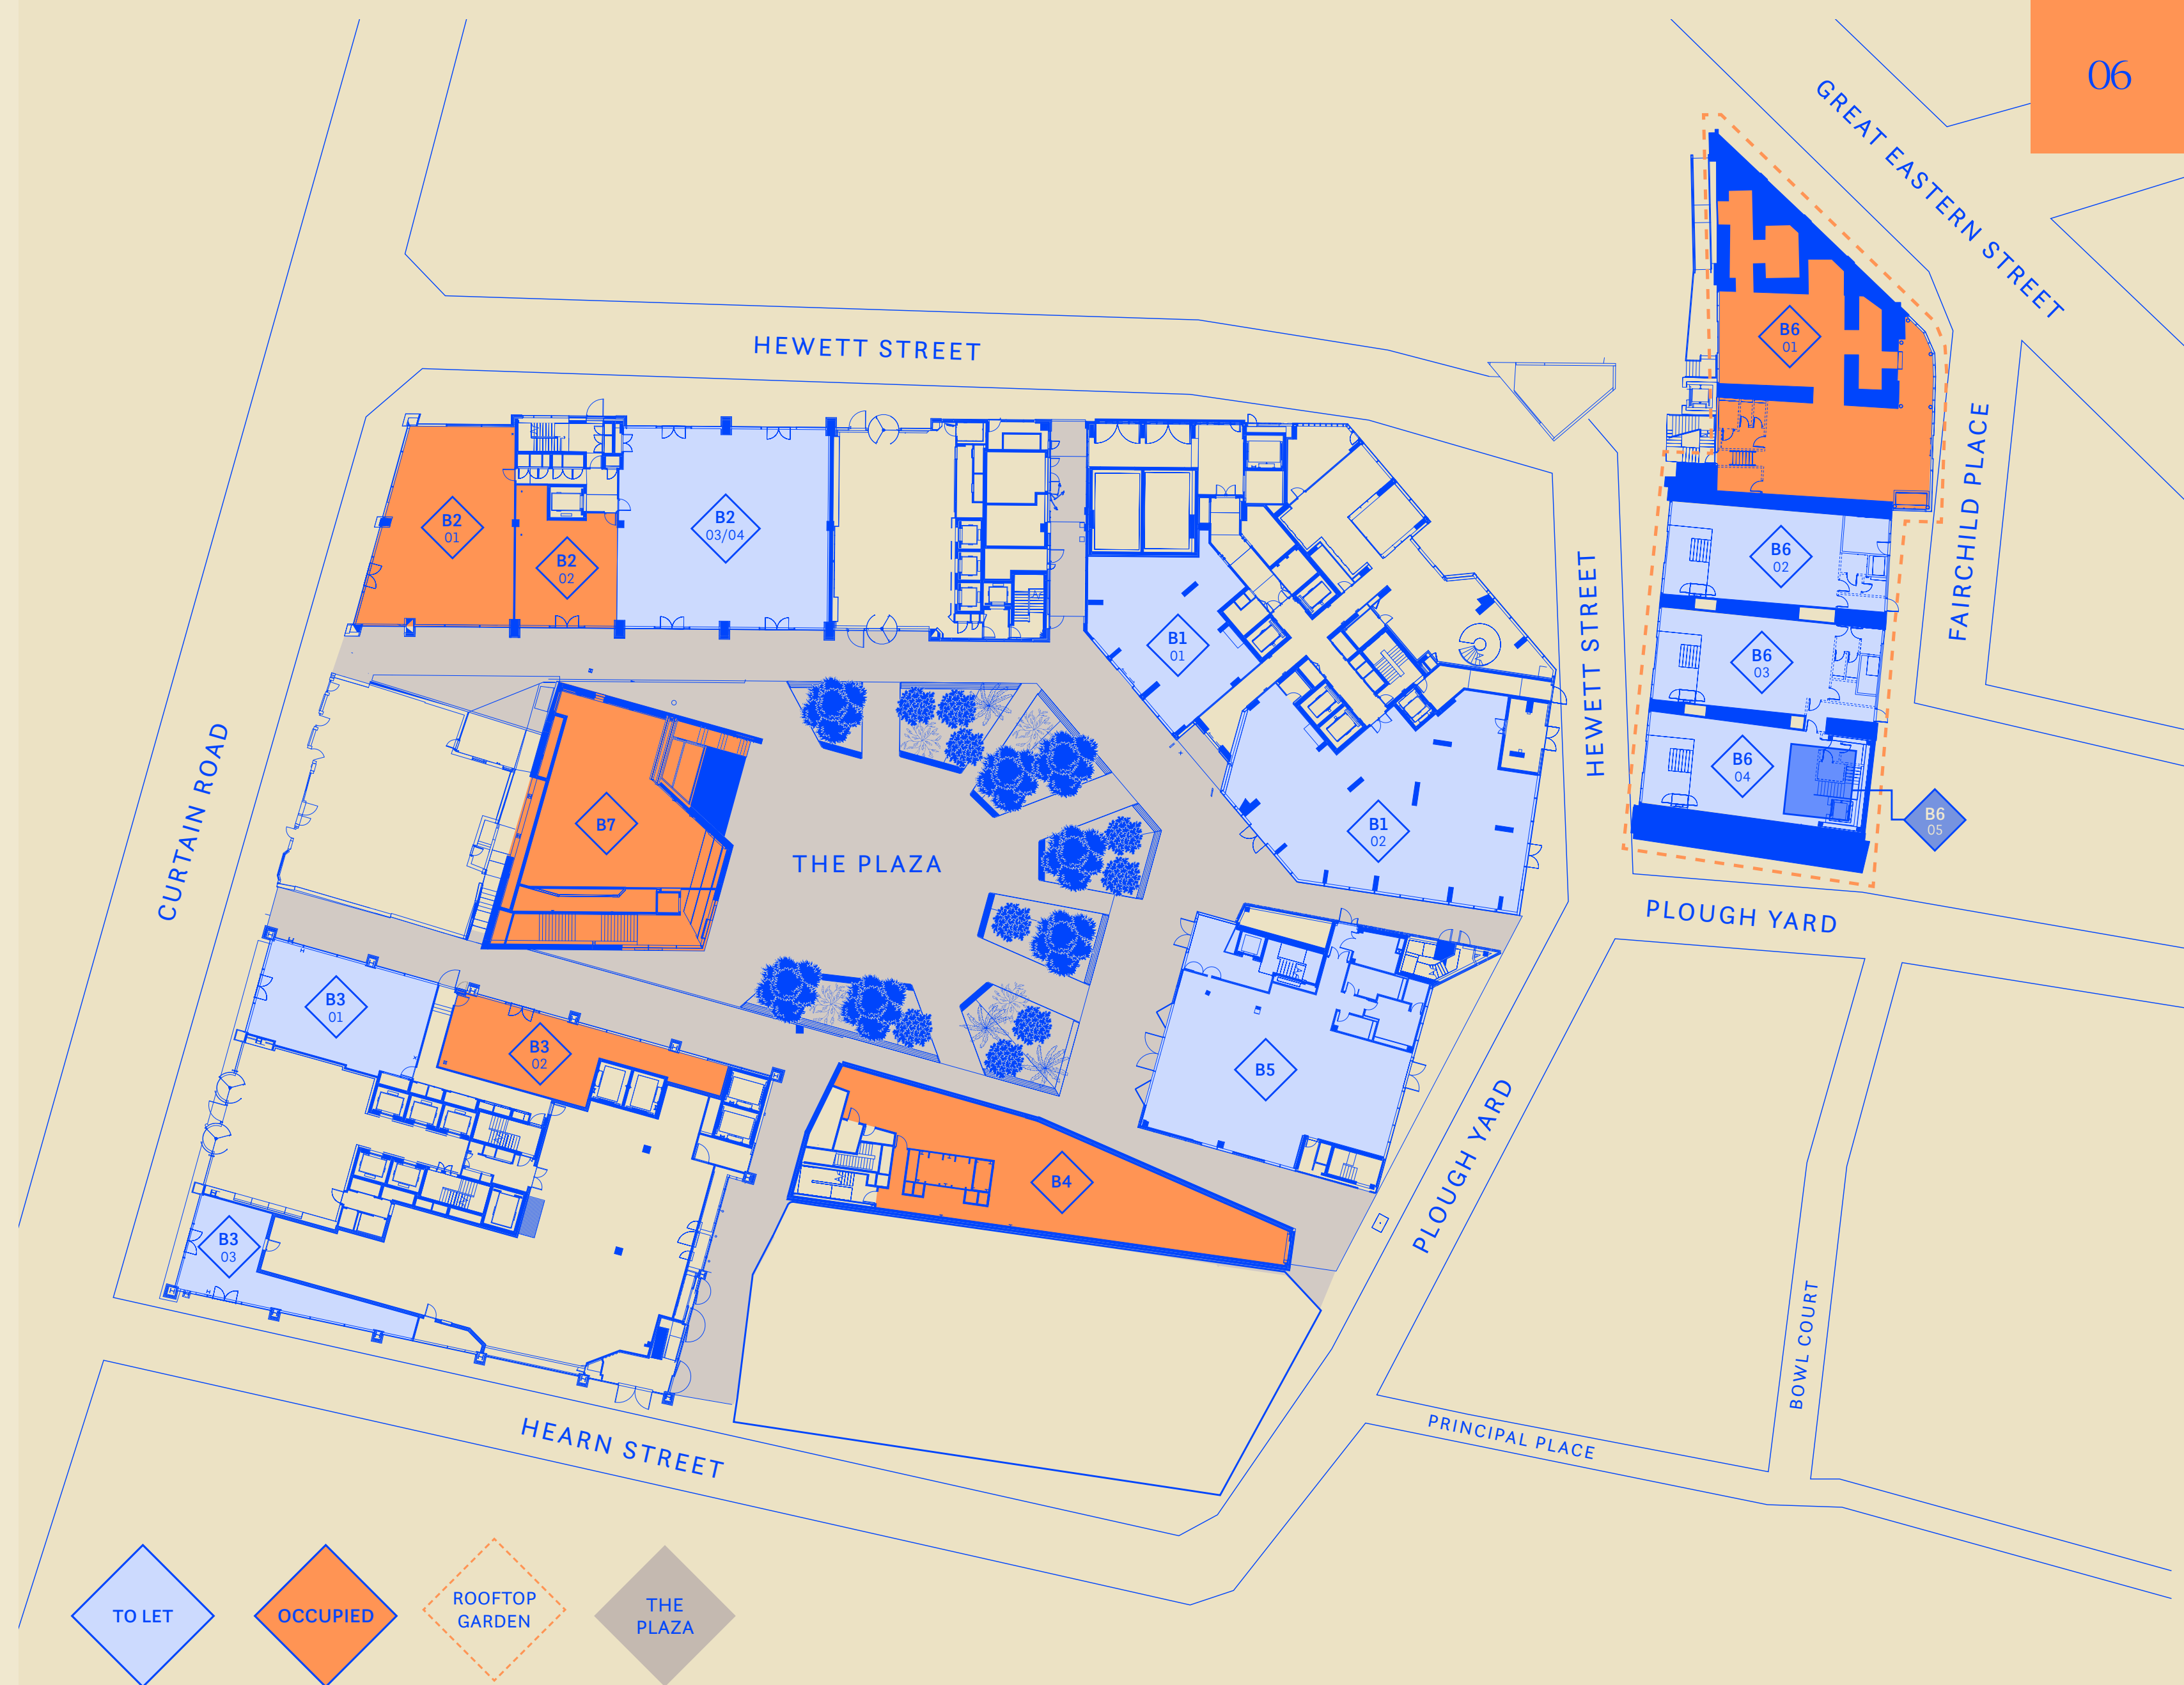 06
GREAT EASTERN STREET
HEWETT STREET
B6
01
FAIRCHILD PLACE
B2
01
B2
02
B2
03/04
B6
02
B1
01
HEWETT STREET
B6
03
B6
04
B6
05
CURTAIN ROAD
B7
THE PLAZA
B1
02
PLOUGH YARD
B3
01
B3
02
B5
B4
PLOUGH YARD
B3
03
BOWL COURT
HEARN STREET
PRINCIPAL PLACE
TO LET
OCCUPIED
ROOFTOP
GARDEN
THE
PLAZA